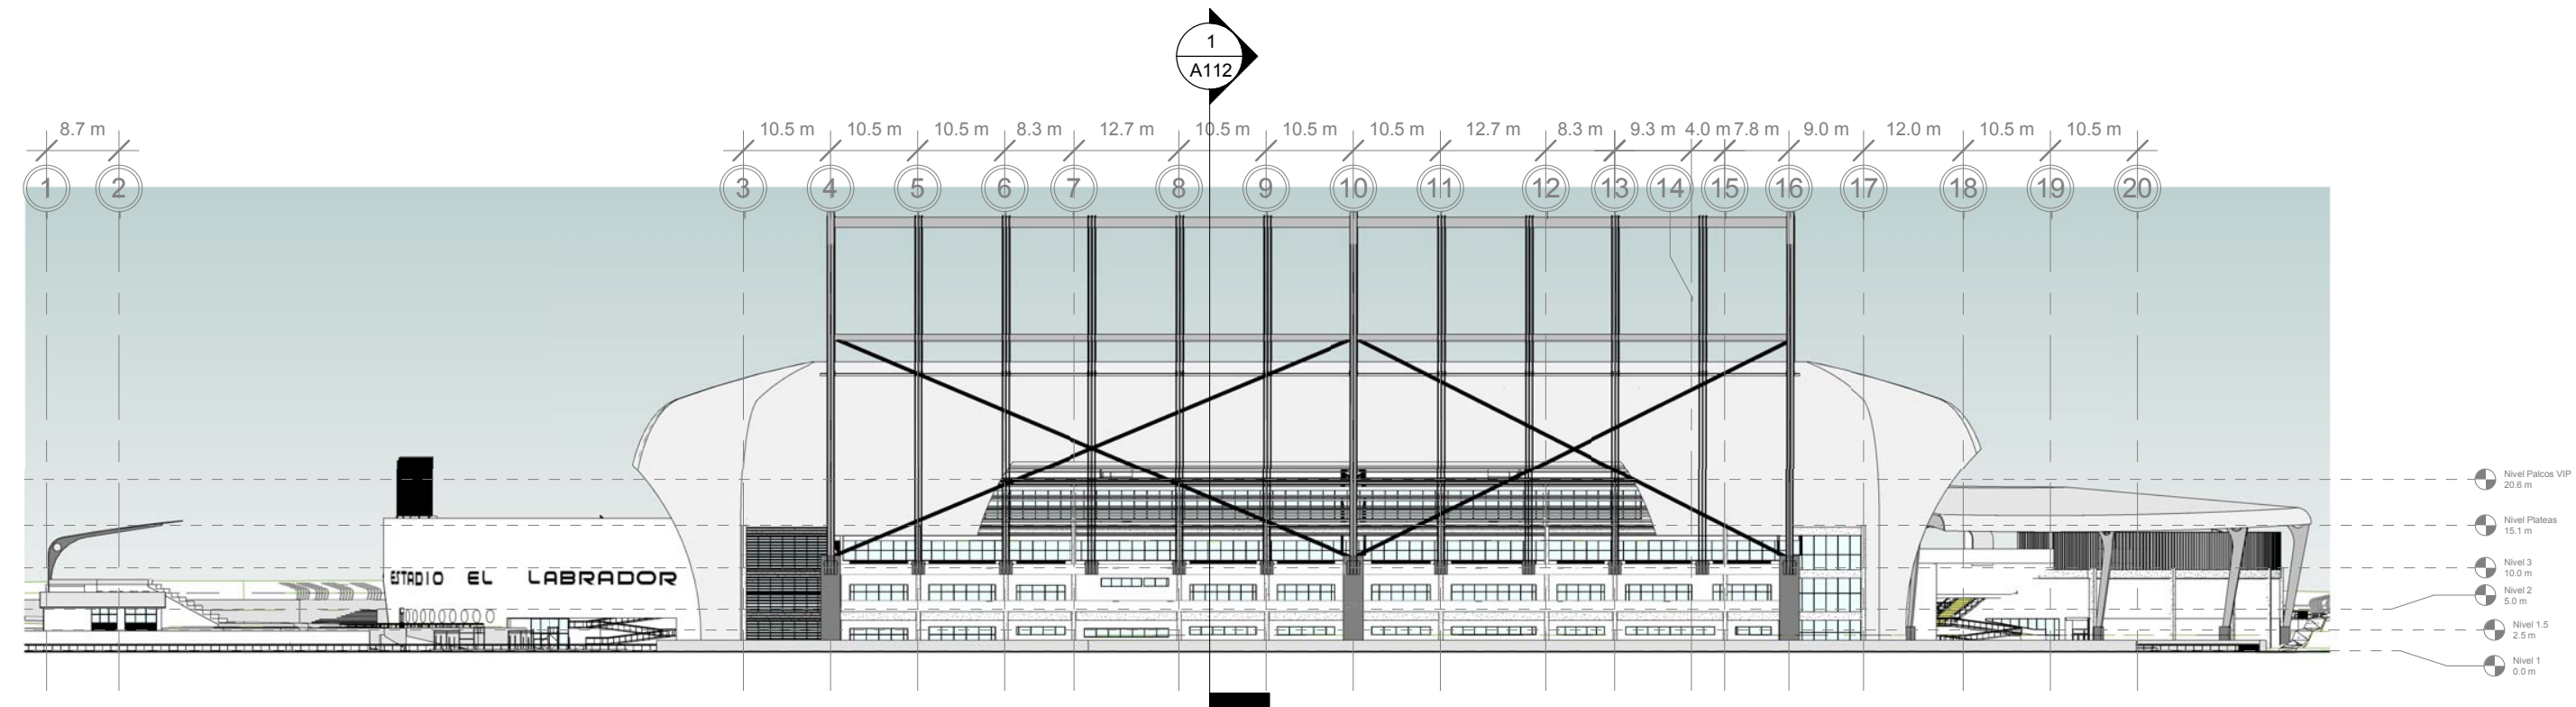 1
A112
8.7 m
10.5 m
10.5 m
10.5 m
8.3 m
12.7 m
10.5 m
10.5 m
10.5 m
12.7 m
8.3 m
9.3 m
4.0 m
7.8 m
9.0 m
12.0 m
10.5 m
10.5 m
1
2
3
4
5
6
7
8
9
10
11
12
13
14
15
16
17
18
19
20
ESTADIO EL LABRADOR
Nivel Palcos VIP
20.6 m
Nivel Plateas
15.1 m
Nivel 3
10.0 m
Nivel 2
5.0 m
Nivel 1.5
2.5 m
Nivel 1
0.0 m